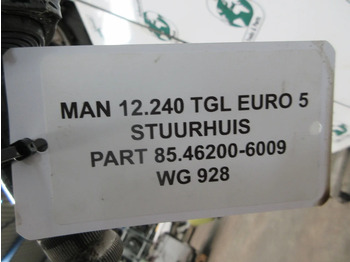 MAN 12.240 TGL EURO 5
STUURHUIS
PART 85.46200-6009
WG 928